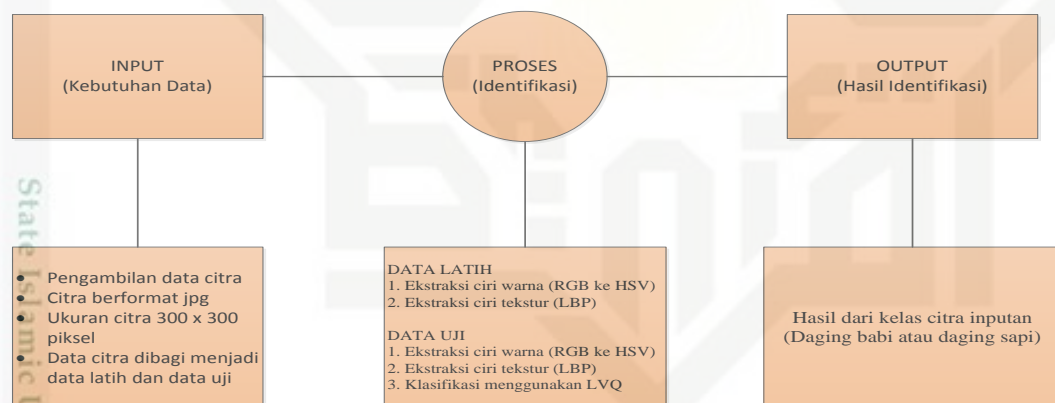 INPUT
(Kebutuhan Data)
PROSES
(Identifikasi)
OUTPUT
(Hasil Identifikasi)
• Pengambilan data citra
• Citra berformat jpg
• Ukuran citra 300 x 300
piksel
• Data citra dibagi menjadi
data latih dan data uji
DATA LATIH
1. Ekstraksi ciri warna (RGB ke HSV)
2. Ekstraksi ciri tekstur (LBP)
DATA UJI
1. Ekstraksi ciri warna (RGB ke HSV)
2. Ekstraksi ciri tekstur (LBP)
3. Klasifikasi menggunakan LVQ
Hasil dari kelas citra inputan
(Daging babi atau daging sapi)
State Islamic U